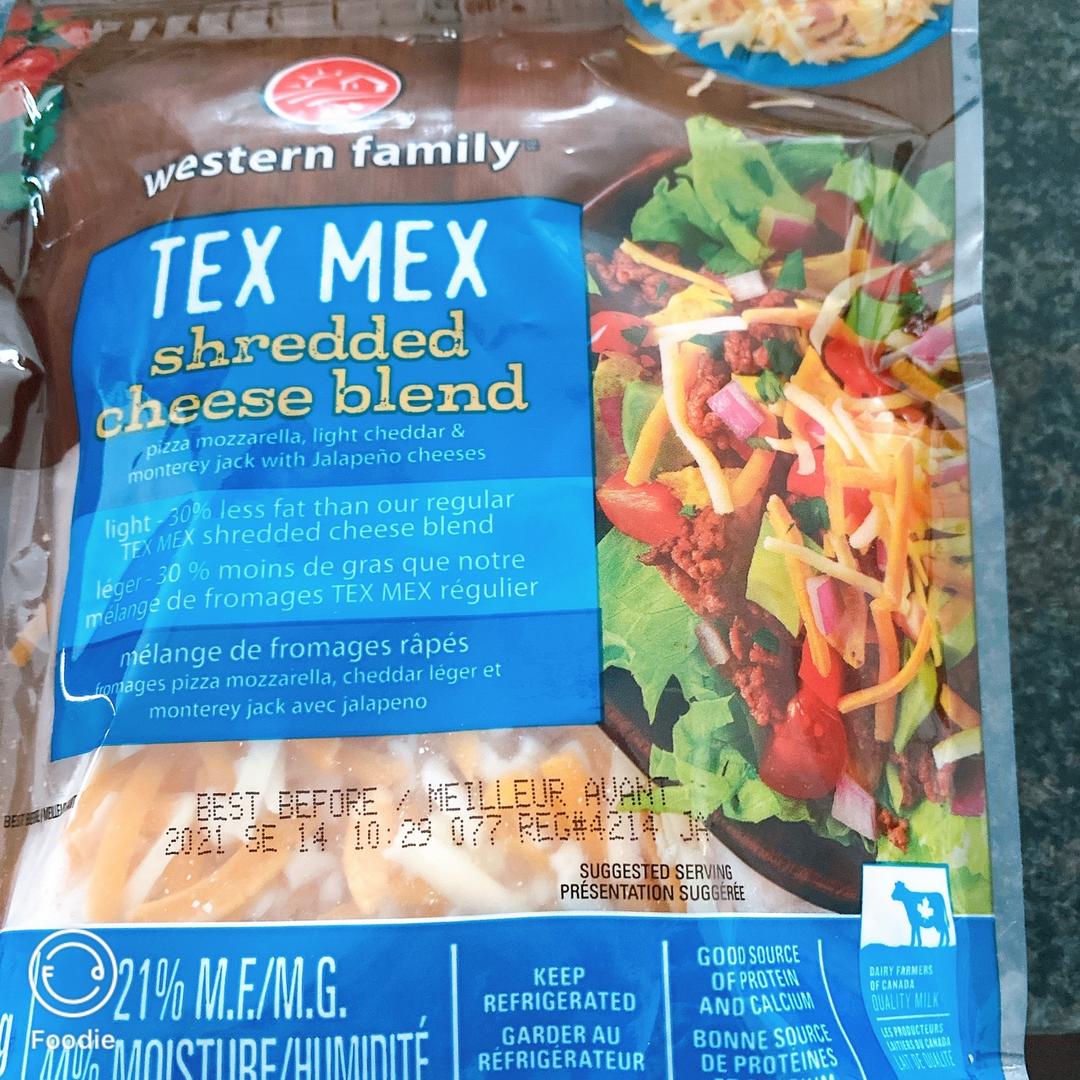 western family
TEX MEX
shredded
cheese blend
pizza mozzarella, light cheddar &
monterey jack with Jalapeño cheeses
light - 30% less fat than our regular
TEX MEX shredded cheese blend
léger - 30 % moins de gras que notre
mélange de fromages TEX MEX régulier
mélange de fromages râpés
fromages pizza mozzarella, cheddar léger et
monterey jack avec jalapeno
BEST BEFORE / MEILLEUR AVANT
2021 SE 14 10:29 077 REG#4214 JA
SUGGESTED SERVING
PRÉSENTATION SUGGÉRÉE
21% M.F./M.G.
MOISTURE/HUMIDITÉ
KEEP
REFRIGERATED
GARDER AU
RÉFRIGÉRATEUR
GOOD SOURCE
OF PROTEIN
AND CALCIUM
BONNE SOURCE
DE PROTÉINES
DAIRY FARMERS
OF CANADA
QUALITY MILK
LES PRODUCTEURS
LAITIERS DU CANADA
LAIT DE QUALITÉ
Foodie